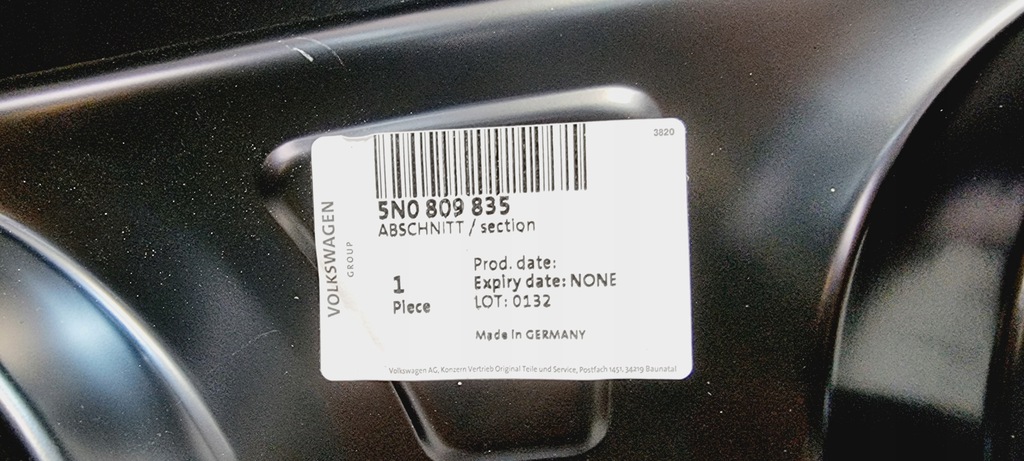 3820
5N0 809 835
ABSCHNITT / section
VOLKSWAGEN
GROUP
1
Piece
Prod. date:
Expiry date: NONE
LOT: 0132
Made in GERMANY
Volkswagen AG, Konzern Vertrieb Original Teile und Service, Postfach 1451, 34219 Baunatal